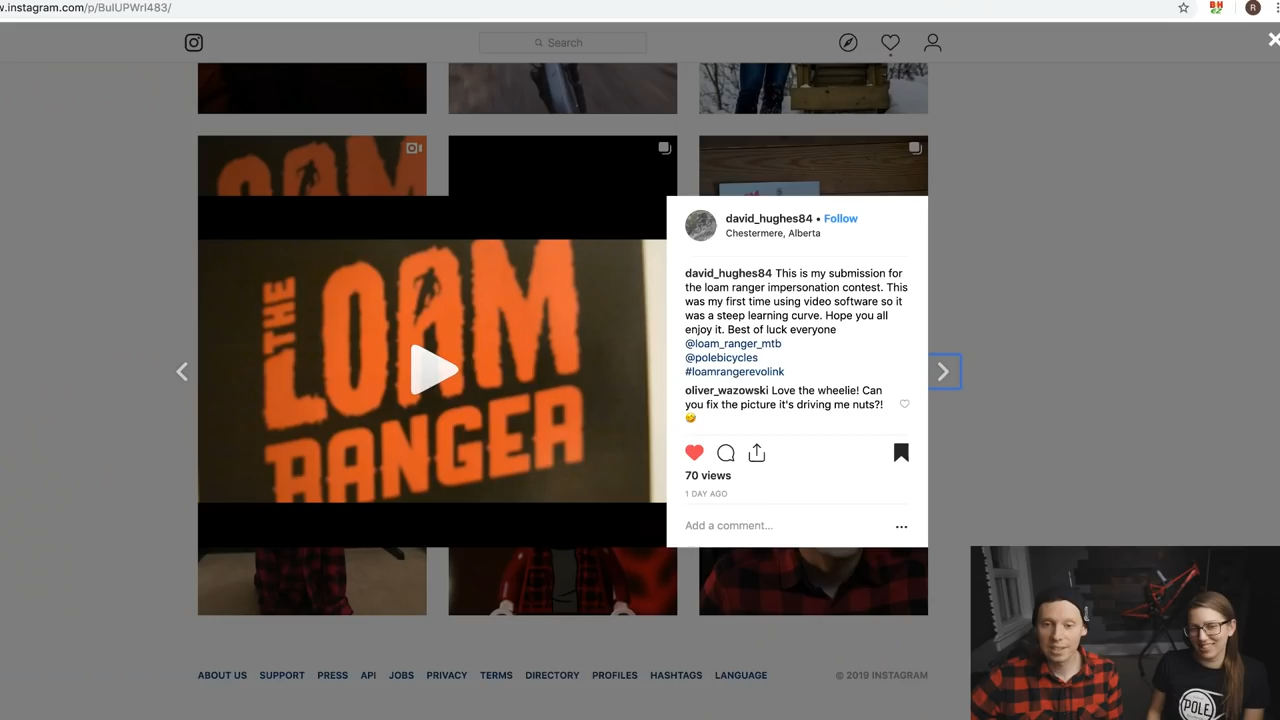 w.instagram.com/p/BulUPWrl483/
BH
EZ
R
Search
THE
LOAM
RANGER
david_hughes84 • Follow
Chestermere, Alberta
david_hughes84 This is my submission for
the loam ranger impersonation contest. This
was my first time using video software so it
was a steep learning curve. Hope you all
enjoy it. Best of luck everyone
@loam_ranger_mtb
@polebicycles
#loamrangerevolink
oliver_wazowski Love the wheelie! Can
you fix the picture it's driving me nuts?!
70 views
1 DAY AGO
Add a comment...
ABOUT US SUPPORT PRESS API JOBS PRIVACY TERMS DIRECTORY PROFILES HASHTAGS LANGUAGE
© 2019 INSTAGRAM
POLE